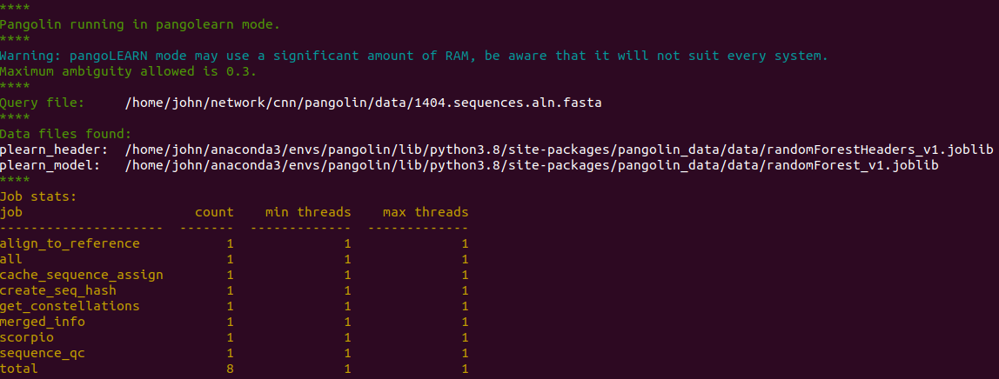 ****
Pangolin running in pangolearn mode.
****
Warning: pangoLEARN mode may use a significant amount of RAM, be aware that it will not suit every system.
Maximum ambiguity allowed is 0.3.
****
Query file:     /home/john/network/cnn/pangolin/data/1404.sequences.aln.fasta
****
Data files found:
plearn_header:  /home/john/anaconda3/envs/pangolin/lib/python3.8/site-packages/pangolin_data/data/randomForestHeaders_v1.joblib
plearn_model:   /home/john/anaconda3/envs/pangolin/lib/python3.8/site-packages/pangolin_data/data/randomForest_v1.joblib
****
Job stats:
job                      count    min threads    max threads
---------------------  -------  -------------  -------------
align_to_reference           1              1              1
all                          1              1              1
cache_sequence_assign        1              1              1
create_seq_hash              1              1              1
get_constellations           1              1              1
merged_info                  1              1              1
scorpio                      1              1              1
sequence_qc                  1              1              1
total                        8              1              1